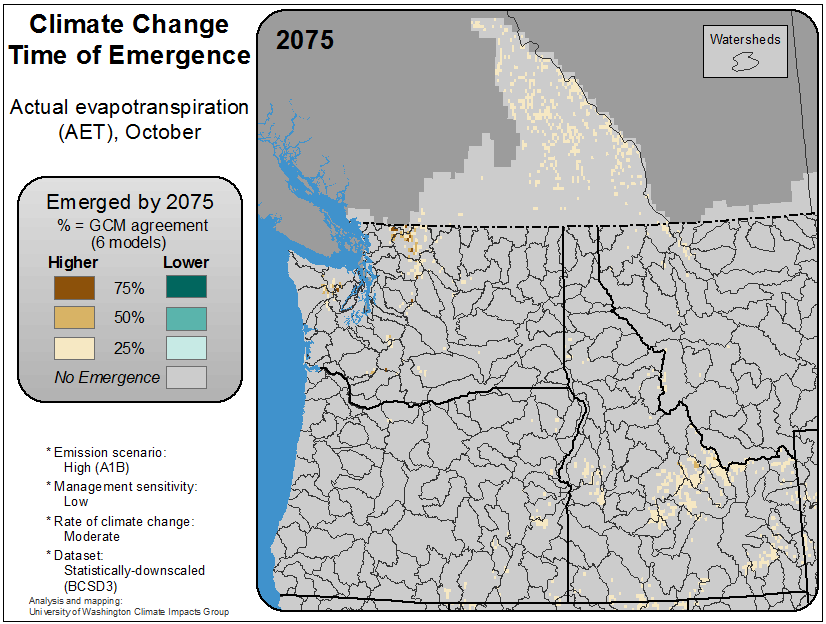 Climate Change
Time of Emergence
Actual evapotranspiration
(AET), October
Emerged by 2075
% = GCM agreement
(6 models)
Higher
Lower
75%
50%
25%
No Emergence
* Emission scenario:
High (A1B)
* Management sensitivity:
Low
* Rate of climate change:
Moderate
* Dataset:
Statistically-downscaled
(BCSD3)
Analysis and mapping:
University of Washington Climate Impacts Group
2075
Watersheds